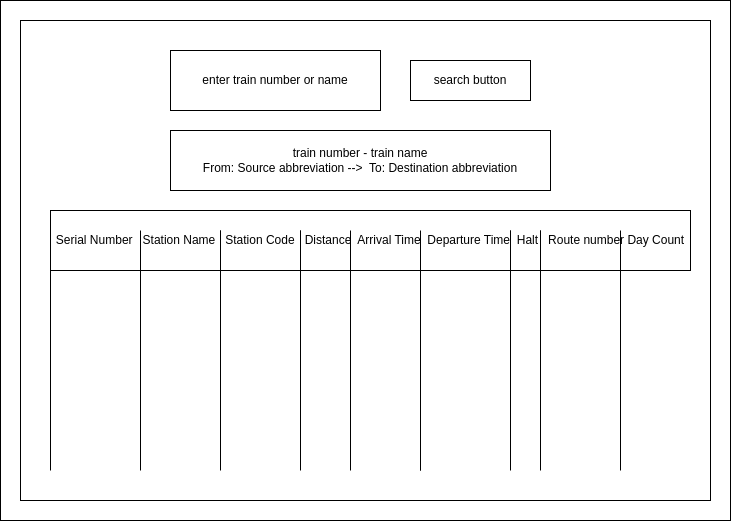 enter train number or name
search button
train number - train name
From: Source abbreviation --> To: Destination abbreviation
Serial Number Station Name Station Code Distance Arrival Time Departure Time Halt Route number Day Count